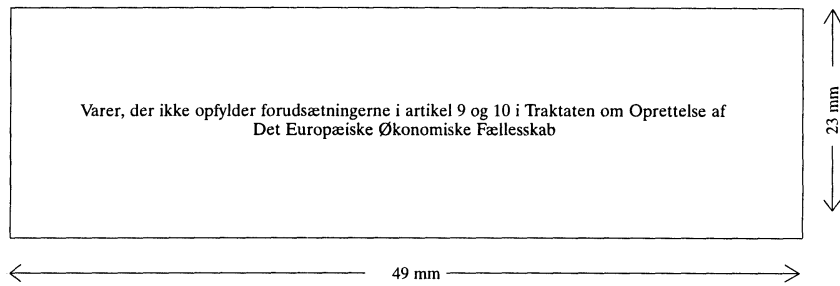 Varer, der ikke opfylder forudsætningerne i artikel 9 og 10 i Traktaten om Oprettelse af
Det Europæiske Økonomiske Fællesskab
23 mm
49 mm